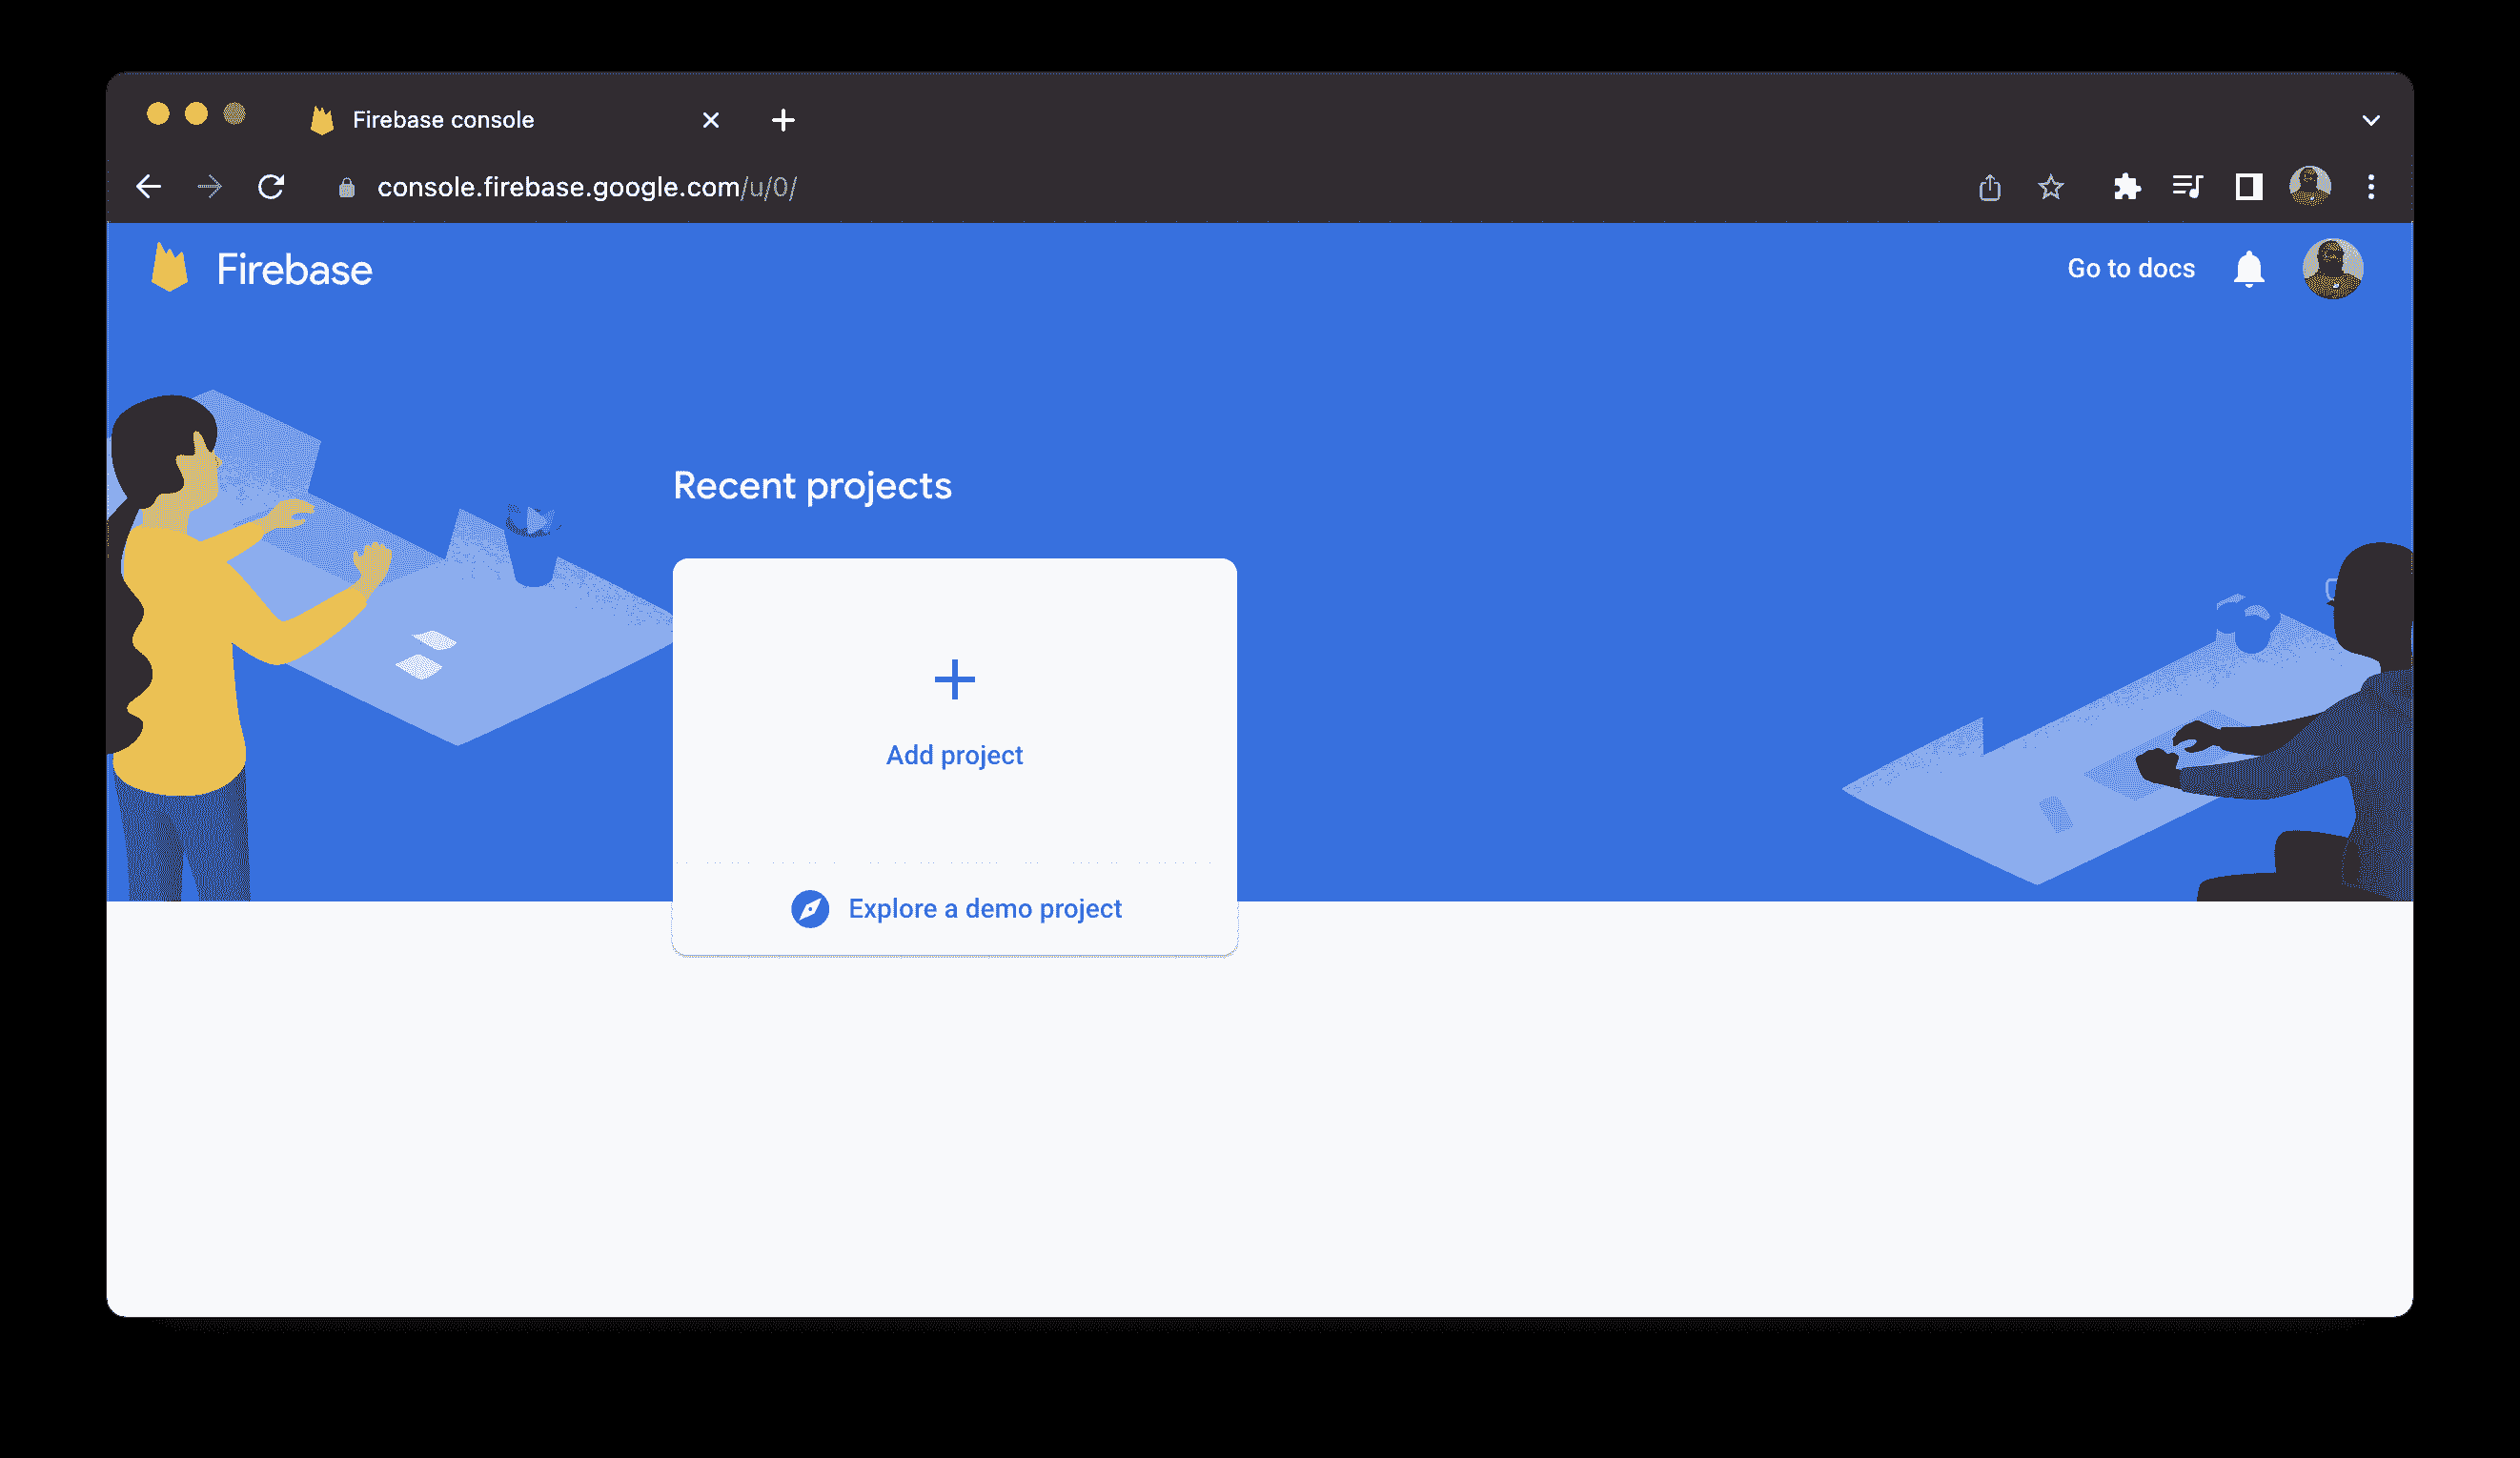 Firebase console
console.firebase.google.com/u/0/
Firebase
Go to docs
Recent projects
Add project
Explore a demo project